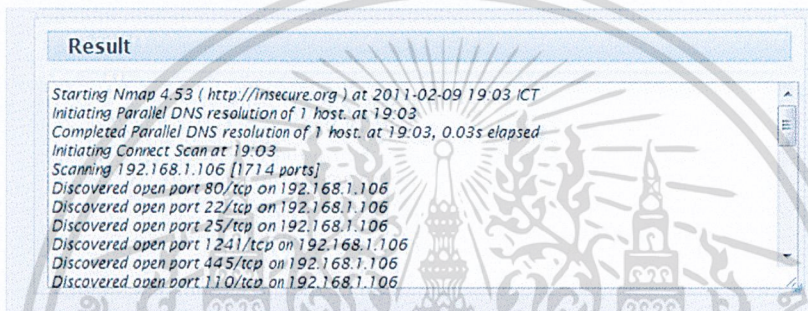 Result
Starting Nmap 4.53 ( http://insecure.org ) at 2011-02-09 19:03 ICT
Initiating Parallel DNS resolution of 1 host. at 19:03
Completed Parallel DNS resolution of 1 host. at 19:03, 0.03s elapsed
Initiating Connect Scan at 19:03
Scanning 192.168.1.106 [1714 ports]
Discovered open port 80/tcp on 192.168.1.106
Discovered open port 22/tcp on 192.168.1.106
Discovered open port 25/tcp on 192.168.1.106
Discovered open port 1241/tcp on 192.168.1.106
Discovered open port 445/tcp on 192.168.1.106
Discovered open port 110/tcp on 192.168.1.106